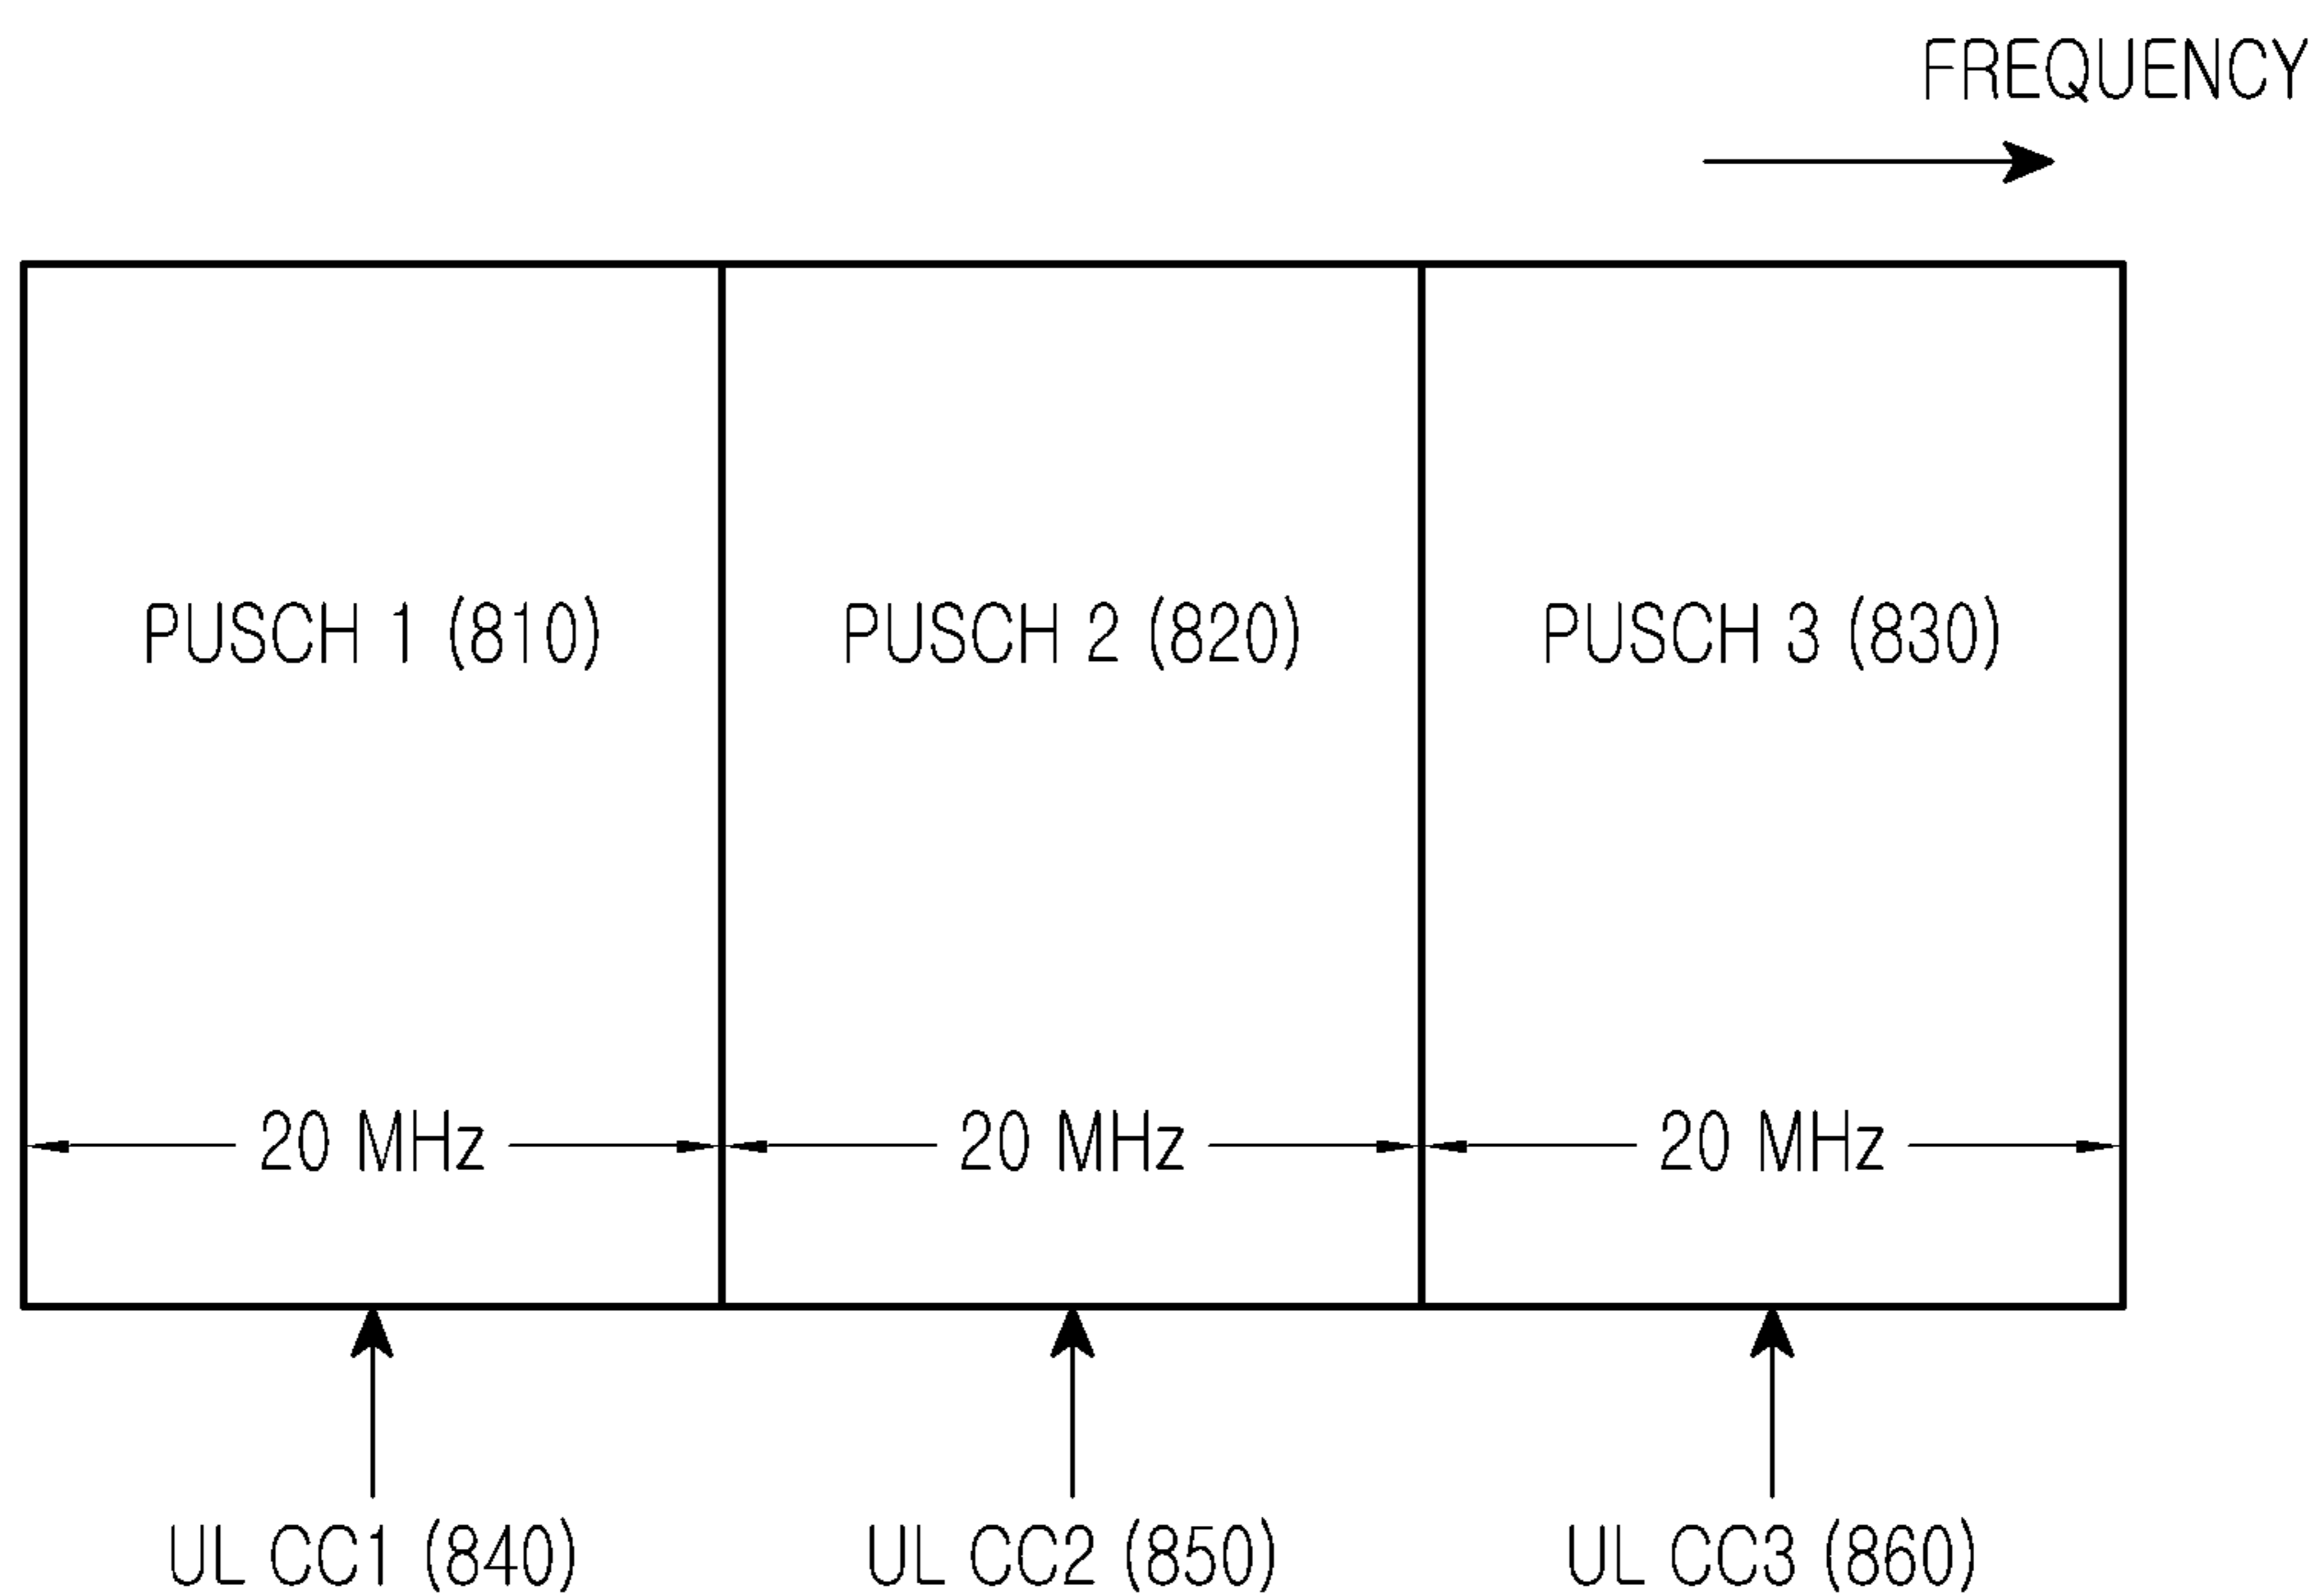 FREQUENCY
PUSCH 1 (810) PUSCH 2 (820) PUSCH 3 (830)
20 MHz 20 MHz 20 MHz
UL CC1 (840) UL CC2 (850) UL CC3 (860)